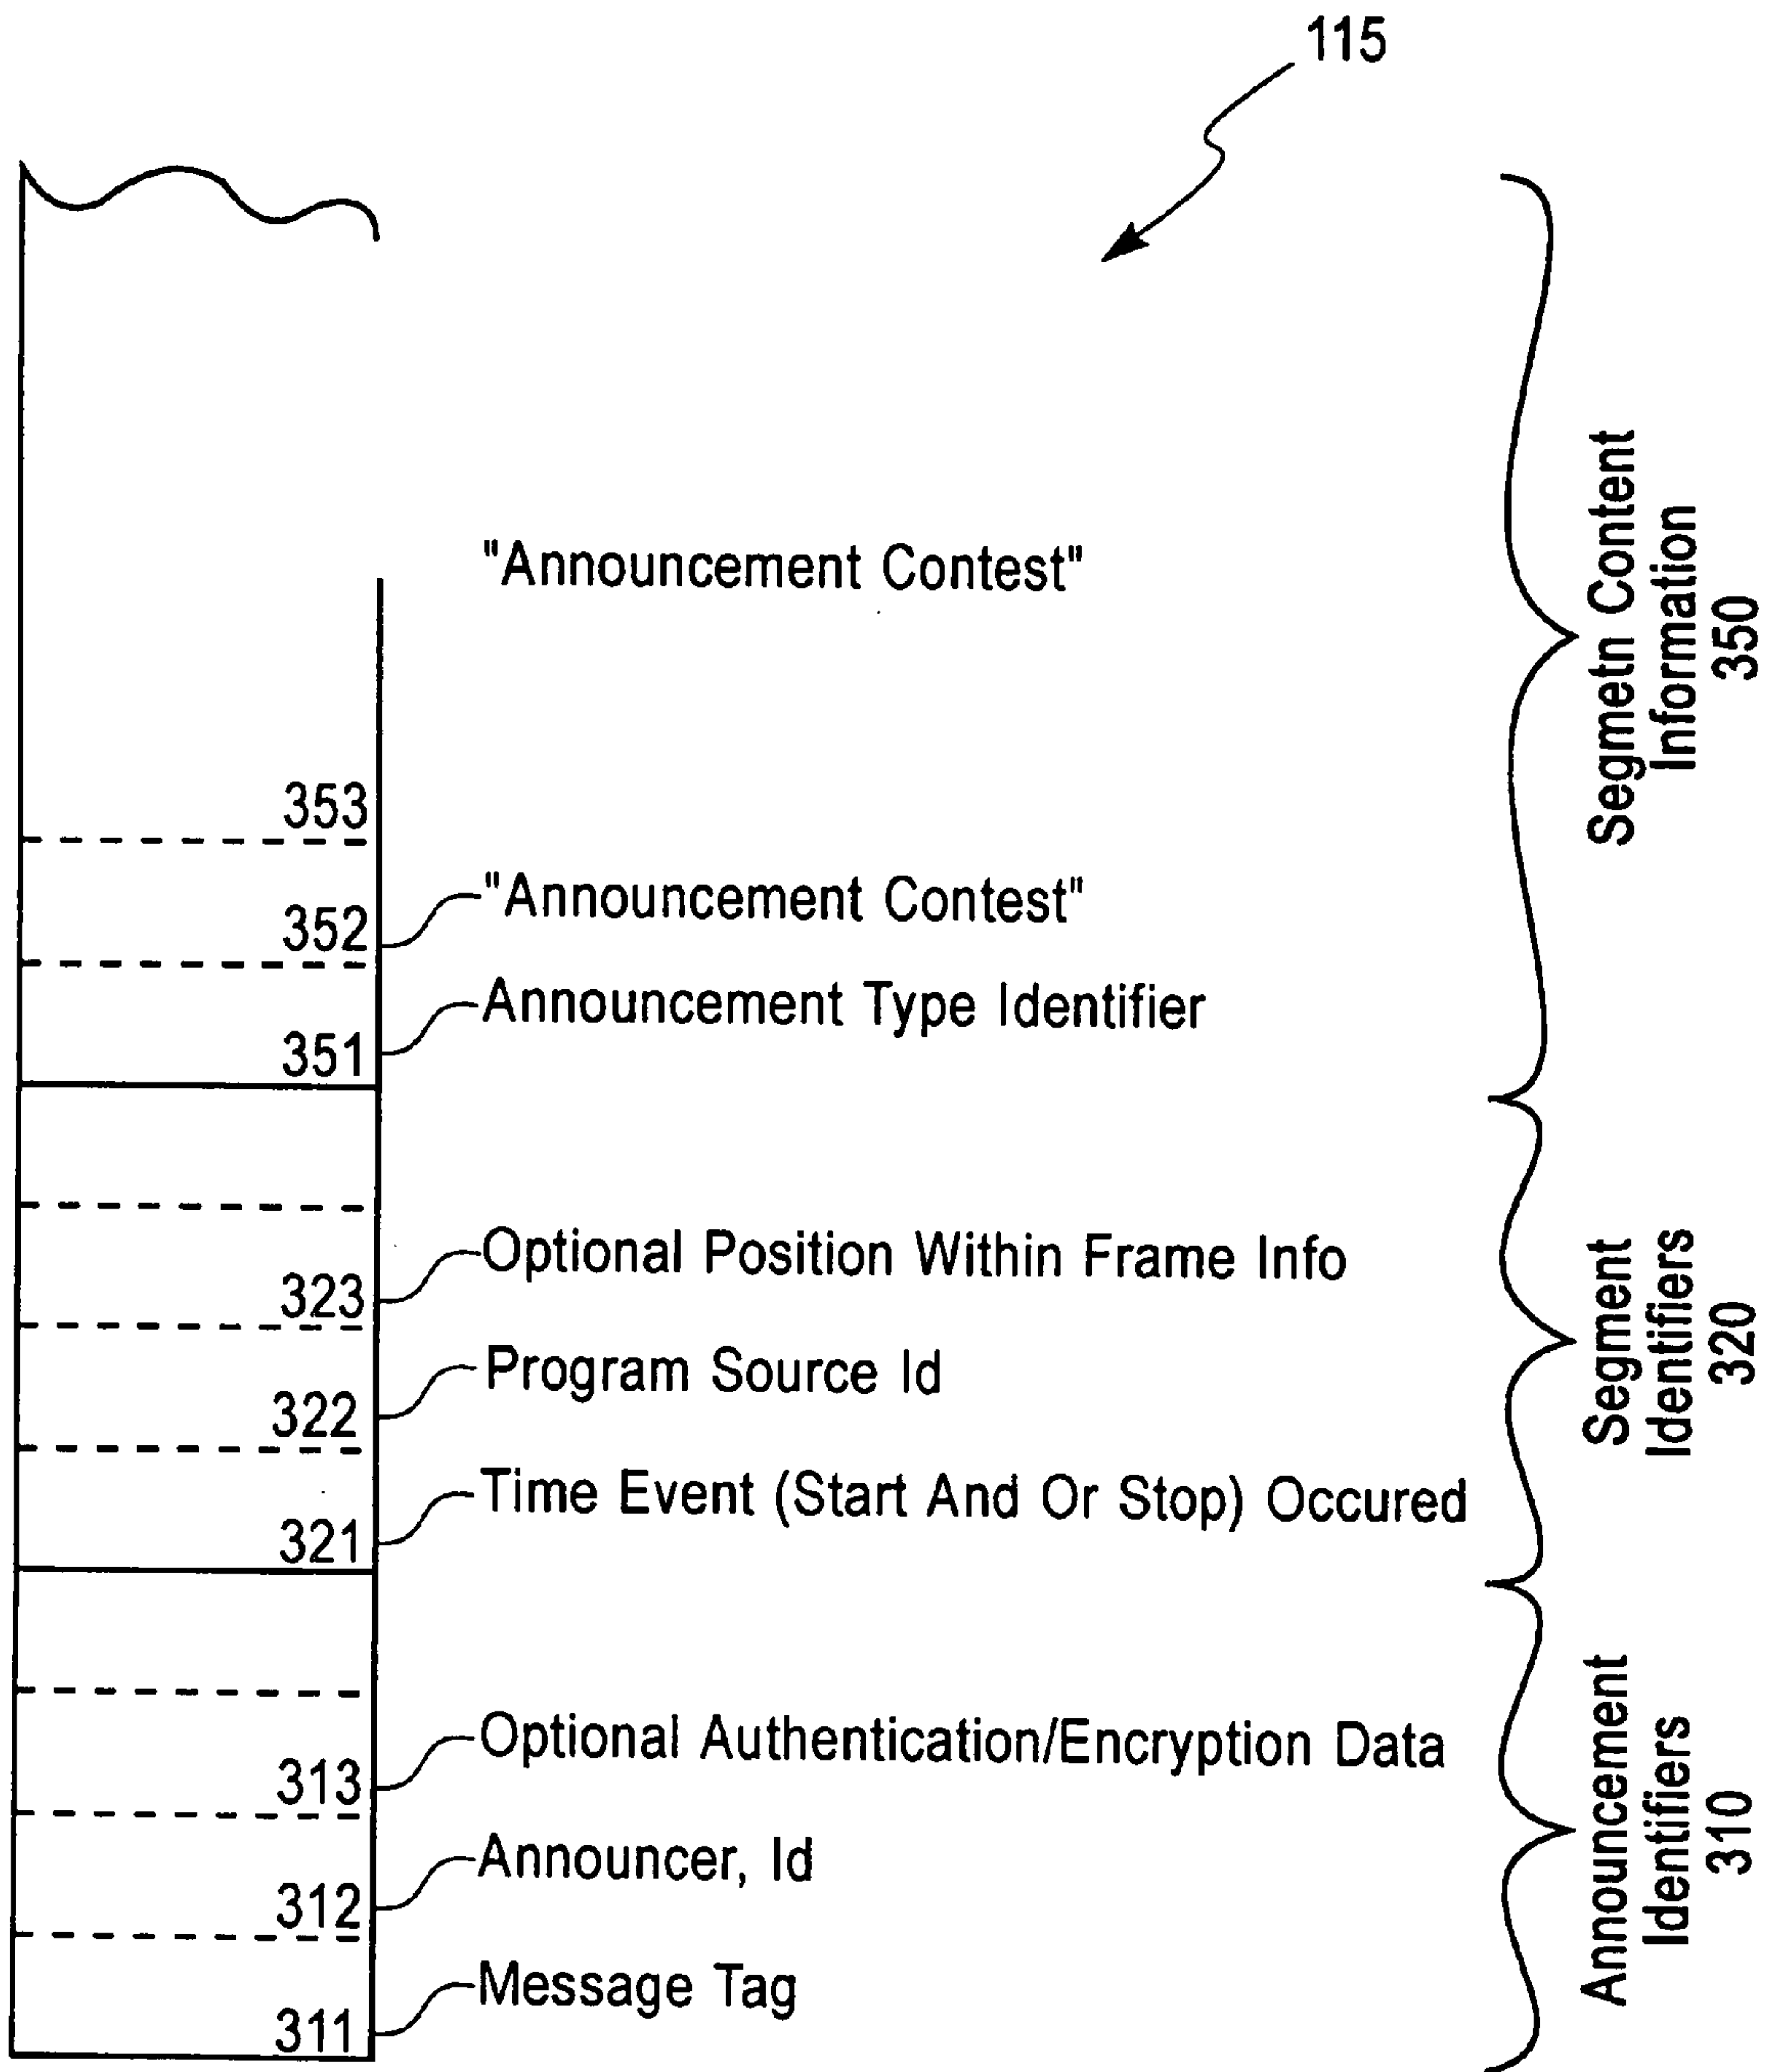 115
"Announcement Contest"
353
352
"Announcement Contest"
351
Announcement Type Identifier
323
Optional Position Within Frame Info
322
Program Source Id
321
Time Event (Start And Or Stop) Occured
313
Optional Authentication/Encryption Data
312
Announcer, Id
311
Message Tag
Segmetn Content
Information
350
Segment
Identifiers
320
Announcement
Identifiers
310